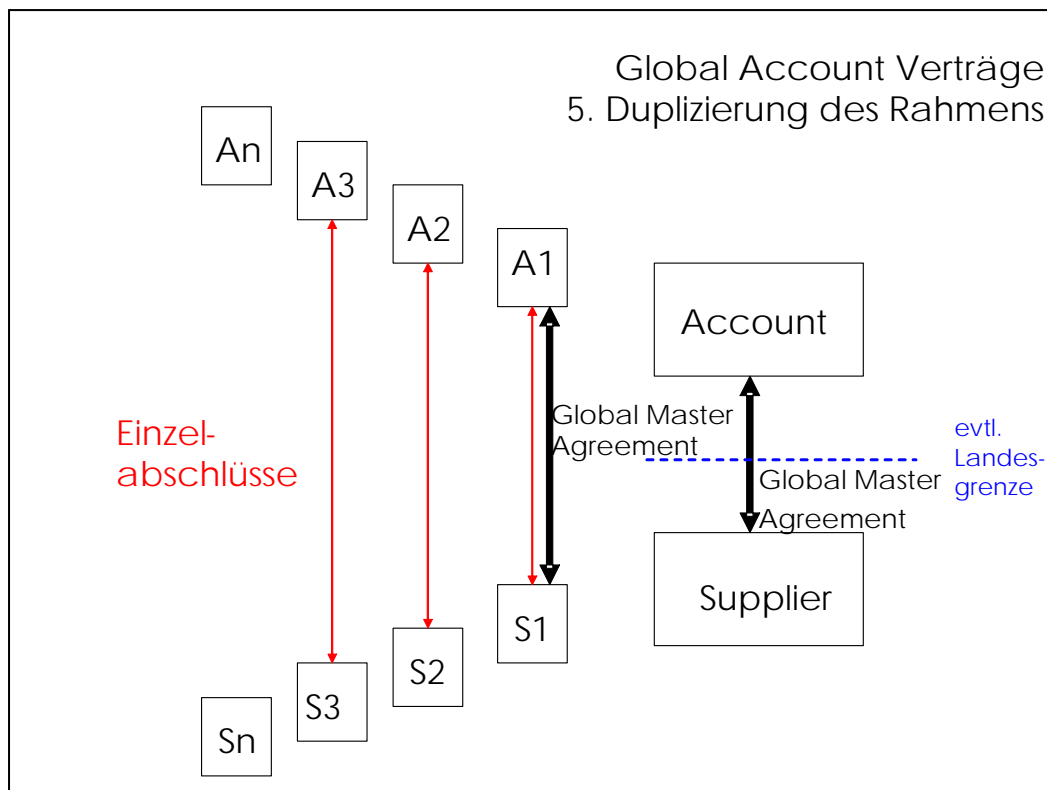 Global Account Verträge
5. Duplizierung des Rahmens
An
A3
A2
A1
Account
Einzel-
abschlüsse
Global Master
Agreement
evtl.
Landes-
grenze
Global Master
Agreement
Supplier
S1
S2
S3
Sn